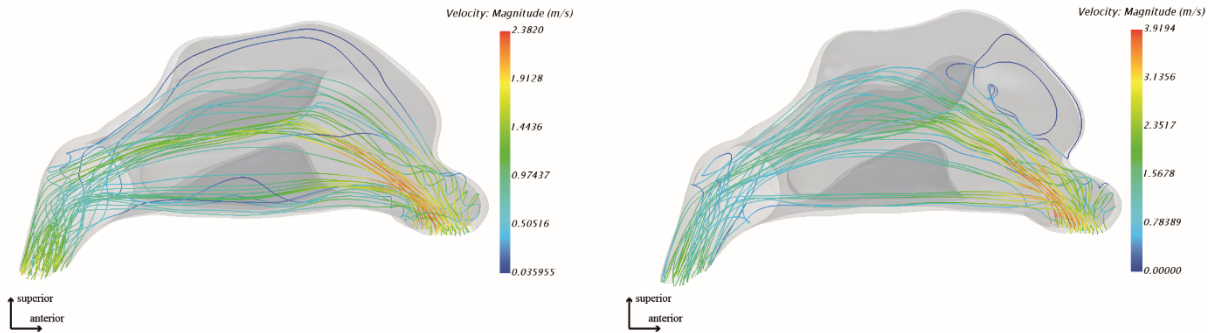 Velocity: Magnitude (m/s)
2.3820
1.9128
1.4436
0.97437
0.50516
0.035955
superior
anterior
Velocity: Magnitude (m/s)
3.9194
3.1356
2.3517
1.5678
0.78389
0.00000
superior
anterior